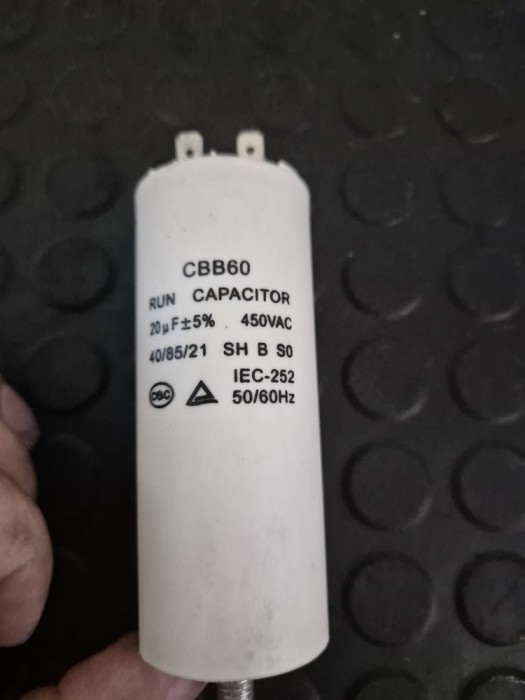 CBB60
RUN CAPACITOR
20μF±5% 450VAC
40/85/21 SH B S0
IEC-252
50/60Hz